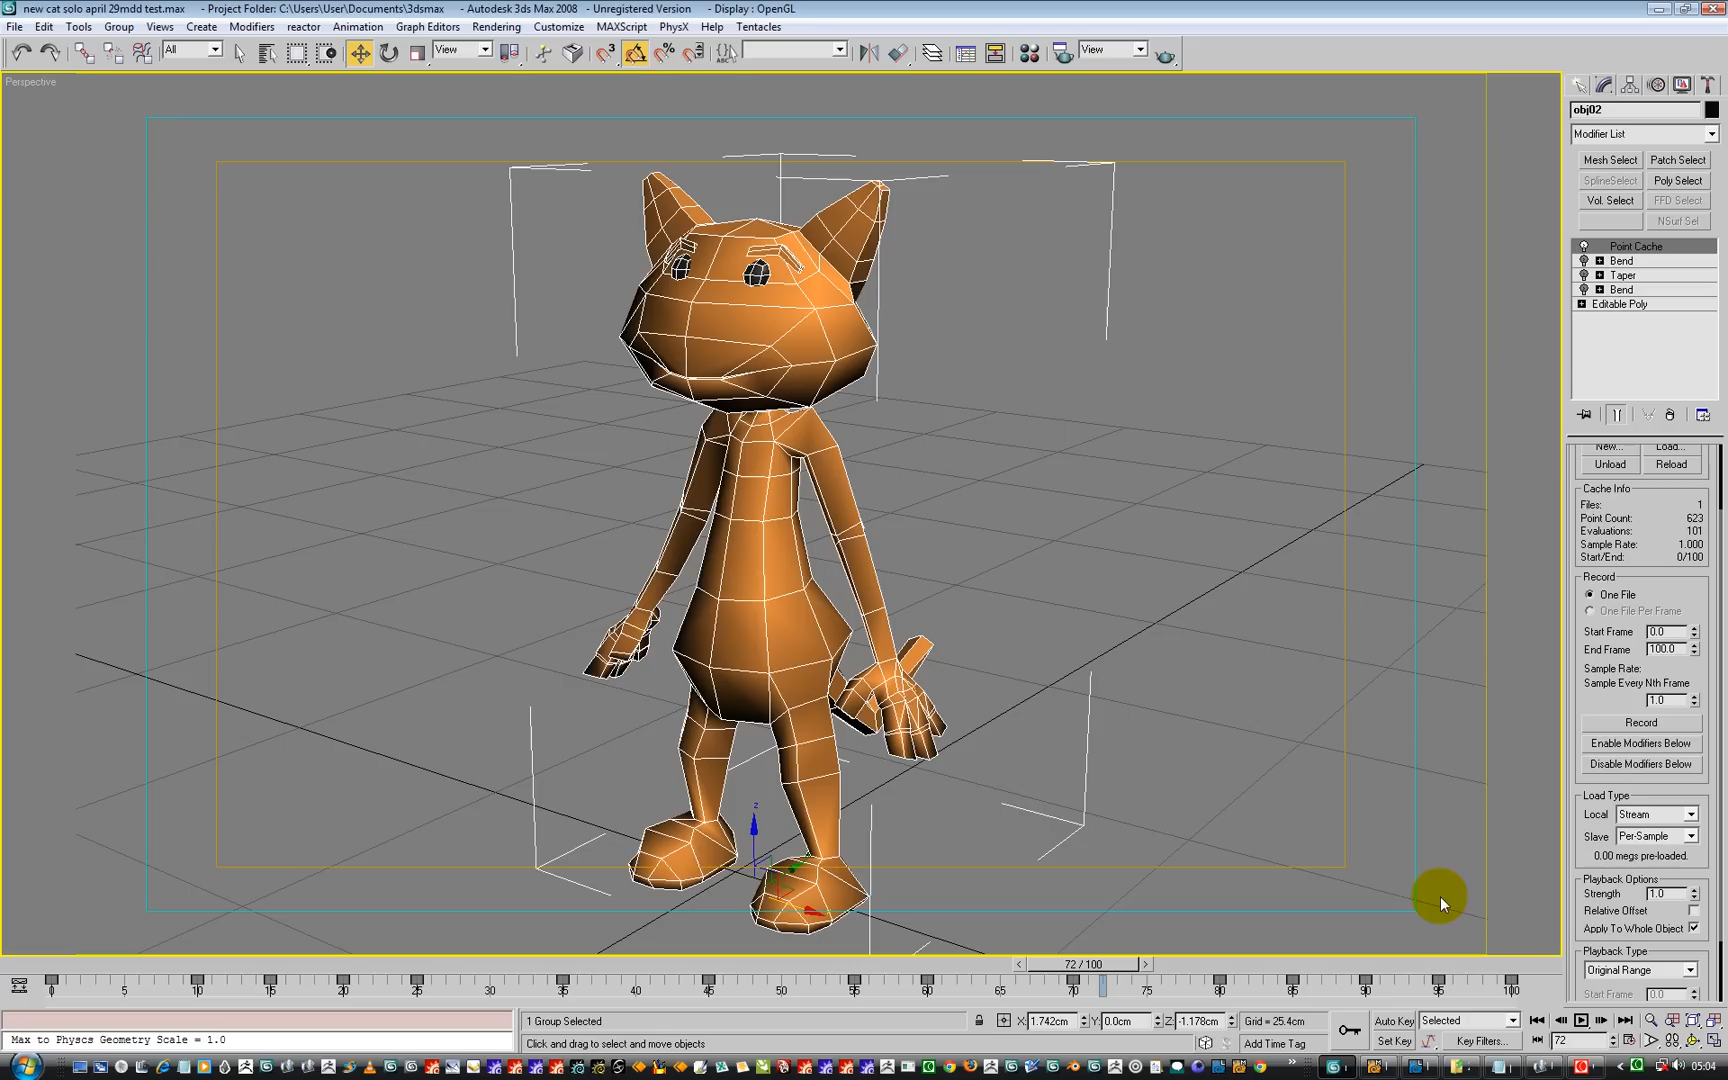 new cat solo april 29mdd test.max - Project Folder: C:\Users\User\Documents\3dsmax - Autodesk 3ds Max 2008 - Unregistered Version - Display : OpenGL
File Edit Tools Group Views Create Modifiers reactor Animation Graph Editors Rendering Customize MAXScript PhysX Help Tentacles
All View View
Perspective
obj02
Modifier List
Mesh Select Patch Select
SplineSelect Poly Select
Vol. Select FFD Select
NSurf Sel
Point Cache
Bend
Taper
Bend
Editable Poly
New... Load...
Unload Reload
Cache Info
Files: 1
Point Count: 623
Evaluations: 101
Sample Rate: 1.000
Start/End: 0/100
Record
One File
One File Per Frame
Start Frame 0.0
End Frame 100.0
Sample Rate:
Sample Every Nth Frame
1.0
Record
Enable Modifiers Below
Disable Modifiers Below
Load Type
Local Stream
Slave Per-Sample
0.00 megs pre-loaded.
Playback Options
Strength 1.0
Relative Offset
Apply To Whole Object
Playback Type
Original Range
Start Frame 0.0
z
< 72 / 100 >
0 5 10 15 20 25 30 35 40 45 50 55 60 65 70 75 80 85 90 95 100
1 Group Selected X: 1.742cm Y: 0.0cm Z: -1.178cm Grid = 25.4cm Auto Key Selected
Max to Physcs Geometry Scale = 1.0 Click and drag to select and move objects Add Time Tag Set Key Key Filters... 72
05:04